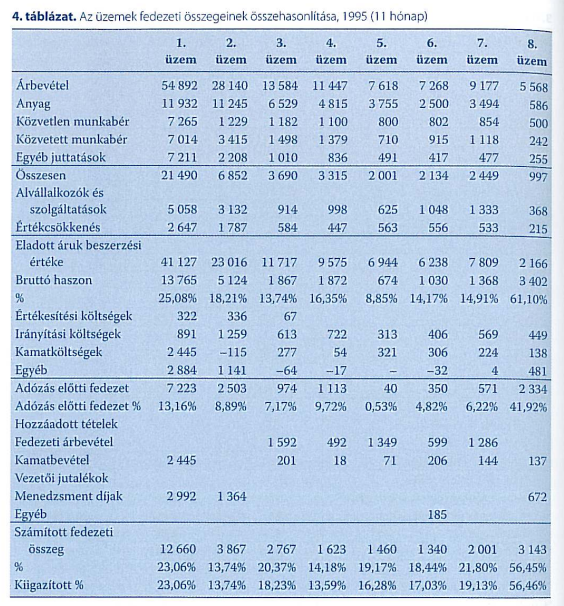 4. táblázat. Az üzemek fedezeti összegeinek összehasonlítása, 1995 (11 hónap)
1. 2. 3. 4. 5. 6. 7. 8.
üzem üzem üzem üzem üzem üzem üzem üzem
Árbevétel 54 892 28 140 13 584 11 447 7 618 7 268 9 177 5 568
Anyag 11 932 11 245 6 529 4 815 3 755 2 500 3 494 586
Közvetlen munkabér 7 265 1 229 1 182 1 100 800 802 854 500
Közvetett munkabér 7 014 3 415 1 498 1 379 710 915 1 118 242
Egyéb juttatások 7 211 2 208 1 010 836 491 417 477 255
Összesen 21 490 6 852 3 690 3 315 2 001 2 134 2 449 997
Alvállalkozók és
szolgáltatások 5 058 3 132 914 998 625 1 048 1 333 368
Értékcsökkenés 2 647 1 787 584 447 563 556 533 215
Eladott áruk beszerzési
értéke 41 127 23 016 11 717 9 575 6 944 6 238 7 809 2 166
Bruttó haszon 13 765 5 124 1 867 1 872 674 1 030 1 368 3 402
% 25,08% 18,21% 13,74% 16,35% 8,85% 14,17% 14,91% 61,10%
Értékesítési költségek 322 336 67
Irányítási költségek 891 1 259 613 722 313 406 569 449
Kamatköltségek 2 445 –115 277 54 321 306 224 138
Egyéb 2 884 1 141 –64 –17 – –32 4 481
Adózás előtti fedezet 7 223 2 503 974 1 113 40 350 571 2 334
Adózás előtti fedezet % 13,16% 8,89% 7,17% 9,72% 0,53% 4,82% 6,22% 41,92%
Hozzáadott tételek
Fedezeti árbevétel 1 592 492 1 349 599 1 286
Kamatbevétel 2 445 201 18 71 206 144 137
Vezetői jutalékok
Menedzsment díjak 2 992 1 364 672
Egyéb 185
Számított fedezeti
összeg 12 660 3 867 2 767 1 623 1 460 1 340 2 001 3 143
% 23,06% 13,74% 20,37% 14,18% 19,17% 18,44% 21,80% 56,45%
Kiigazított % 23,06% 13,74% 18,23% 13,59% 16,28% 17,03% 19,13% 56,46%